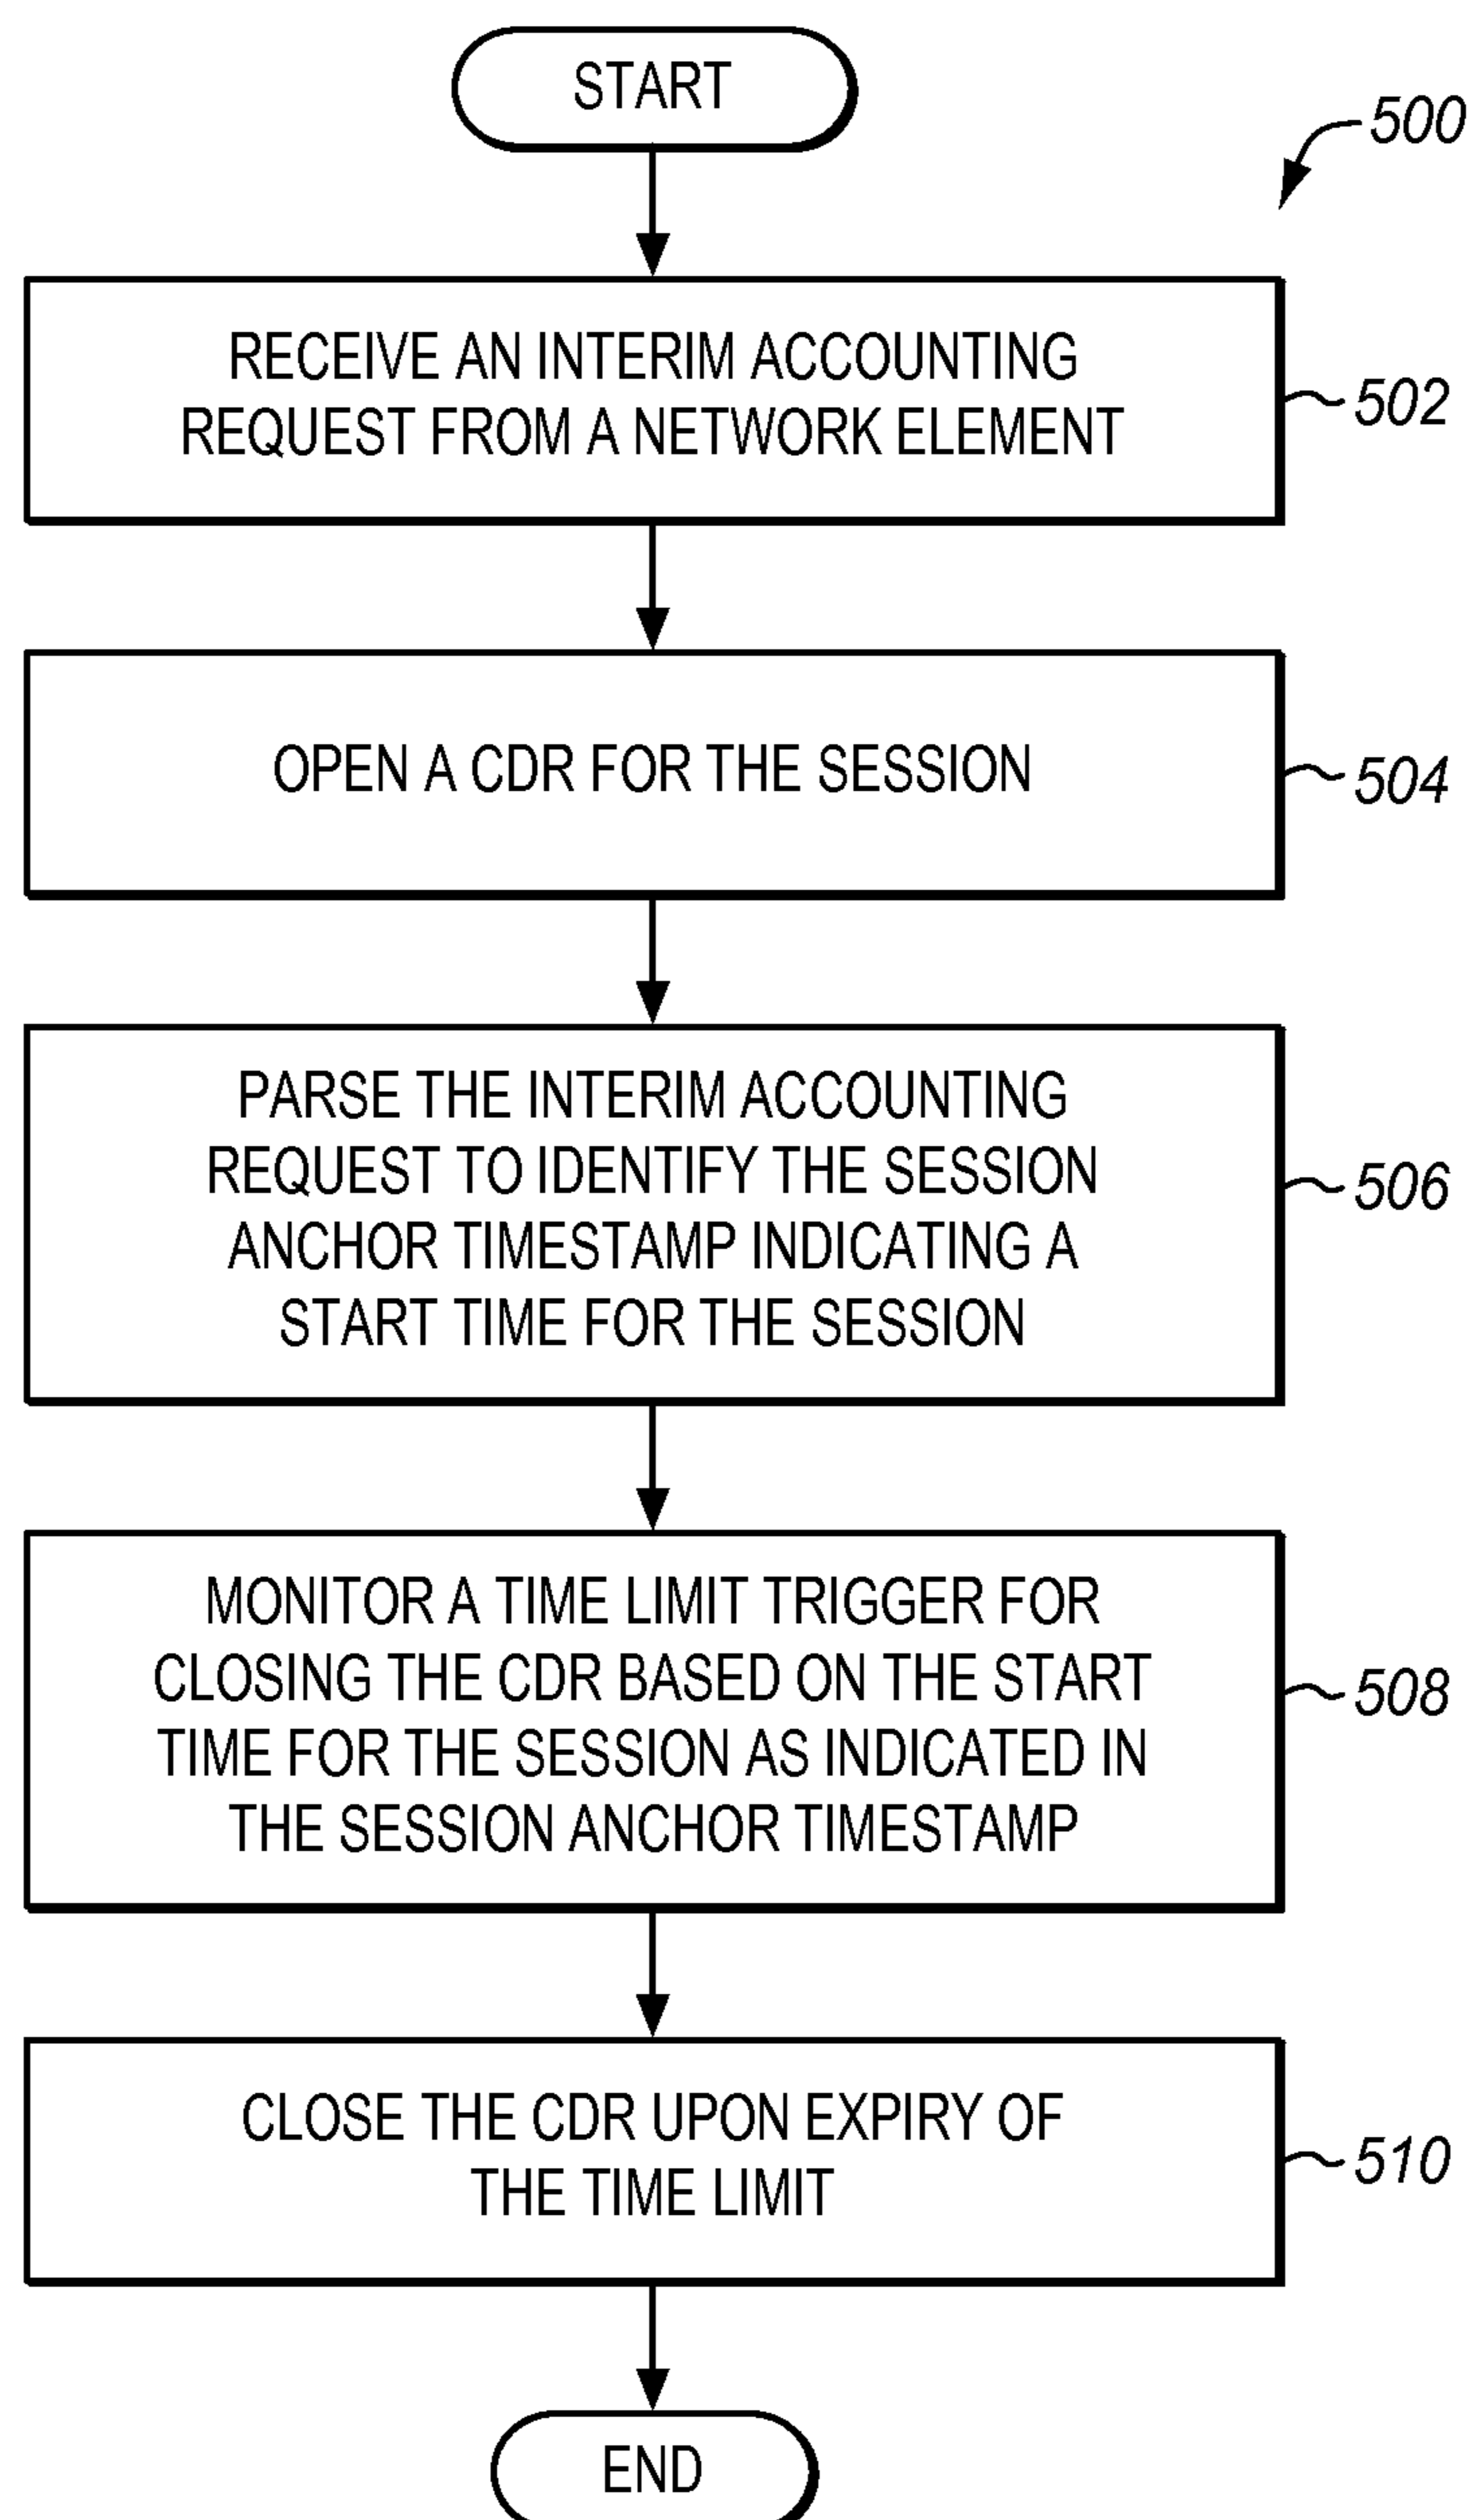 START
500
RECEIVE AN INTERIM ACCOUNTING
REQUEST FROM A NETWORK ELEMENT
502
OPEN A CDR FOR THE SESSION
504
PARSE THE INTERIM ACCOUNTING
REQUEST TO IDENTIFY THE SESSION
ANCHOR TIMESTAMP INDICATING A
START TIME FOR THE SESSION
506
MONITOR A TIME LIMIT TRIGGER FOR
CLOSING THE CDR BASED ON THE START
TIME FOR THE SESSION AS INDICATED IN
THE SESSION ANCHOR TIMESTAMP
508
CLOSE THE CDR UPON EXPIRY OF
THE TIME LIMIT
510
END